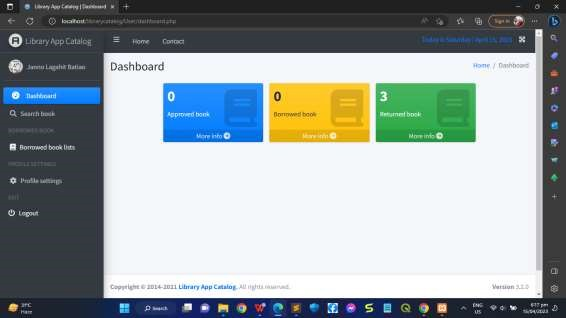 Library App Catalog | Dashboard
localhost/librarycatalog/User/dashboard.php
Sign in
Library App Catalog
Home
Contact
Today is Saturday | April 15, 2023
Janno Lagahit Batiao
Dashboard
Home / Dashboard
Dashboard
Search book
BORROWED BOOK
Borrowed book lists
PROFILE SETTINGS
Profile settings
EXIT
Logout
0
Approved book
More info
0
Borrowed book
More info
3
Returned book
More info
Copyright © 2014-2021 Library App Catalog. All rights reserved.
Version 3.2.0
31°C
Haze
Search
ENG
US
15/04/2023